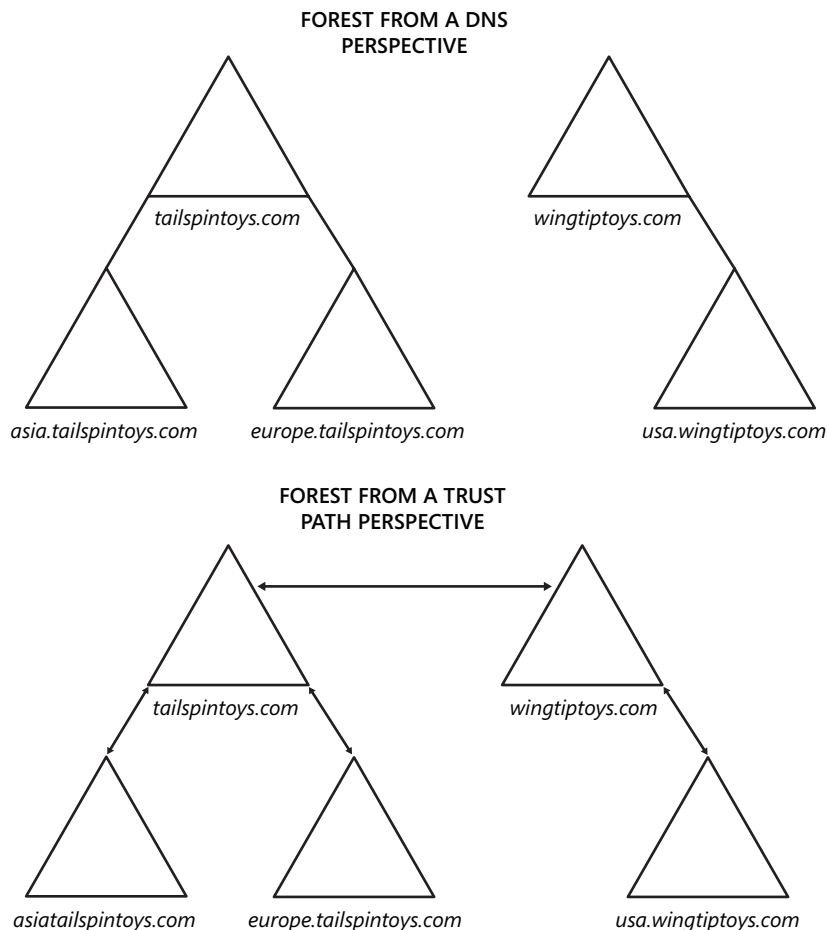 FOREST FROM A DNS
PERSPECTIVE
tailspintoys.com
wingtiptoys.com
asia.tailspintoys.com
europe.tailspintoys.com
usa.wingtiptoys.com
FOREST FROM A TRUST
PATH PERSPECTIVE
tailspintoys.com
wingtiptoys.com
asiatailspintoys.com
europe.tailspintoys.com
usa.wingtiptoys.com